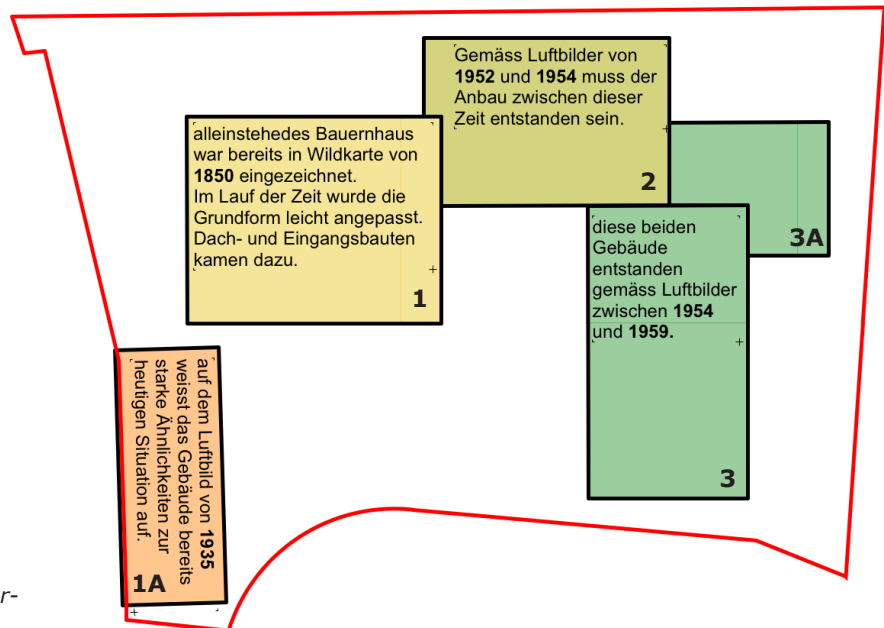 Gemäss Luftbilder von
1952 und 1954 muss der
Anbau zwischen dieser
Zeit entstanden sein.
2
alleinstehedes Bauernhaus
war bereits in Wildkarte von
1850 eingezeichnet.
Im Lauf der Zeit wurde die
Grundform leicht angepasst.
Dach- und Eingangsbauten
kamen dazu.
1
3A
diese beiden
Gebäude
entstanden
gemäss Luftbilder
zwischen 1954
und 1959.
3
auf dem Luftbild von 1935
weisst das Gebäude bereits
starke Ähnlichkeiten zur
heutigen Situation auf.
1A
r-